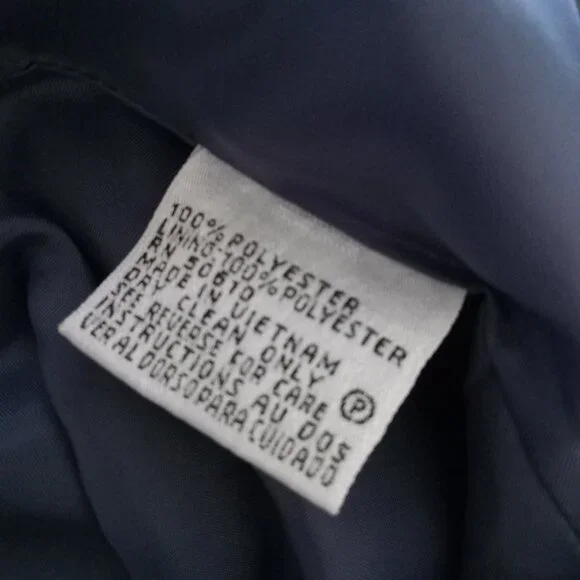 100% POLYESTER
LINING:100% POLYESTER
RN 50610
MADE IN VIETNAM
DRY CLEAN ONLY
SEE REVERSE FOR CARE Ⓟ
INSTRUCTIONS AU DOS
VER AL DORSO PARA CUIDADO